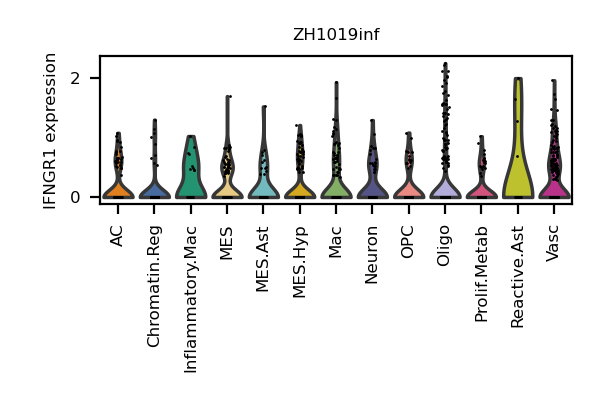 ZH1019inf
IFNGR1 expression
2
0
AC
Chromatin.Reg
Inflammatory.Mac
MES
MES.Ast
MES.Hyp
Mac
Neuron
OPC
Oligo
Prolif.Metab
Reactive.Ast
Vasc